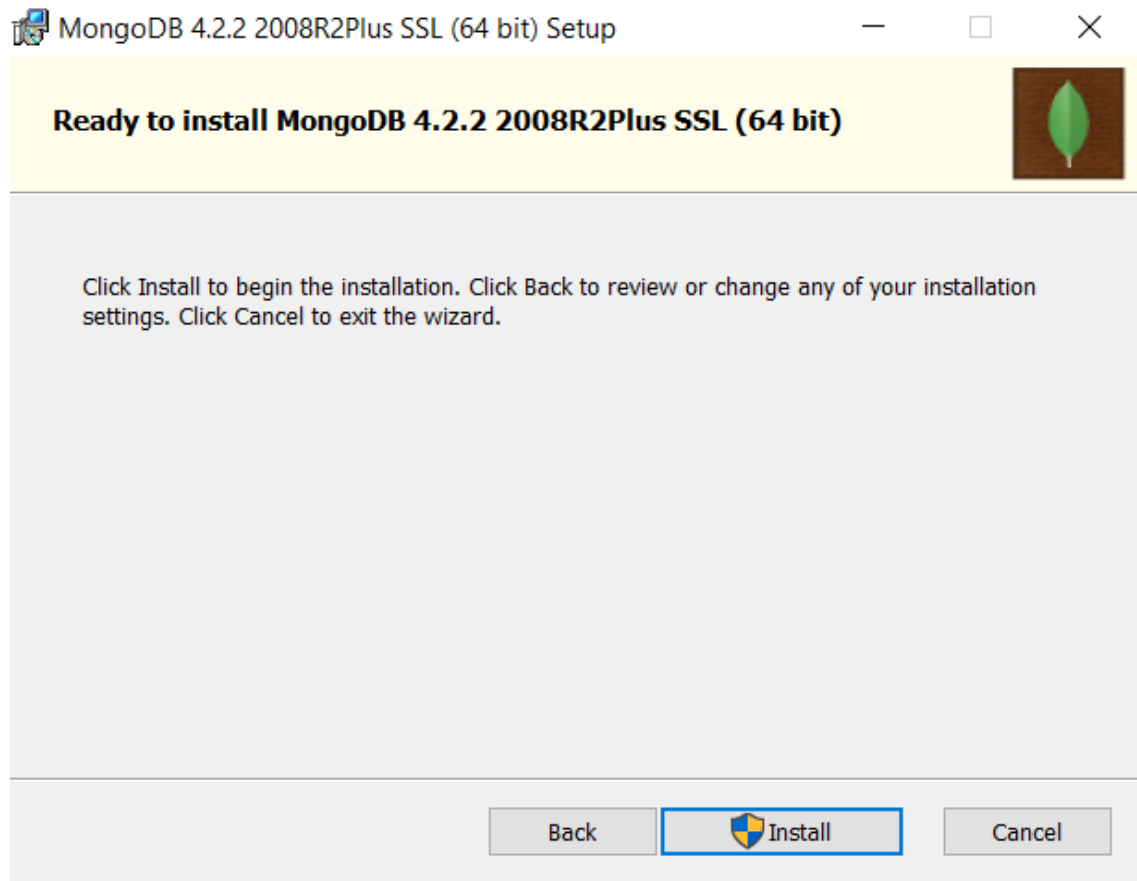 MongoDB 4.2.2 2008R2Plus SSL (64 bit) Setup
Ready to install MongoDB 4.2.2 2008R2Plus SSL (64 bit)
Click Install to begin the installation. Click Back to review or change any of your installation
settings. Click Cancel to exit the wizard.
Back
Install
Cancel